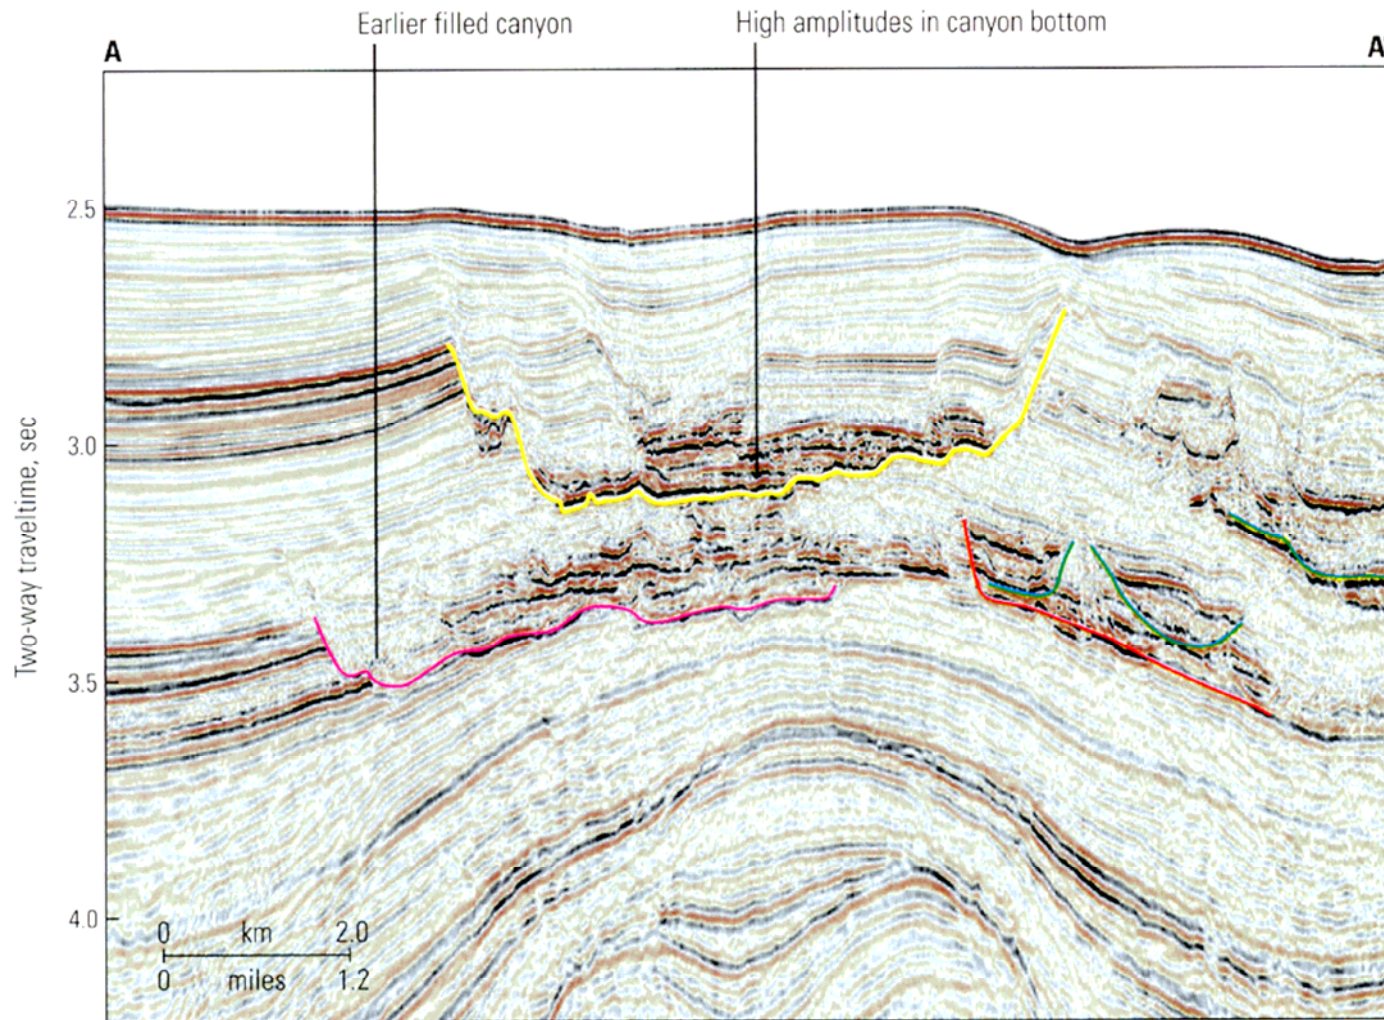 Earlier filled canyon
High amplitudes in canyon bottom
A
A
2.5
3.0
3.5
4.0
Two-way traveltime, sec
0 km 2.0
0 miles 1.2